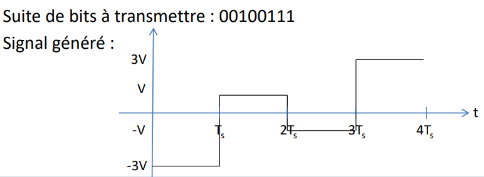 Suite de bits à transmettre : 00100111
Signal généré :
3V
V
t
-V
Ts 2Ts 3Ts 4Ts
-3V